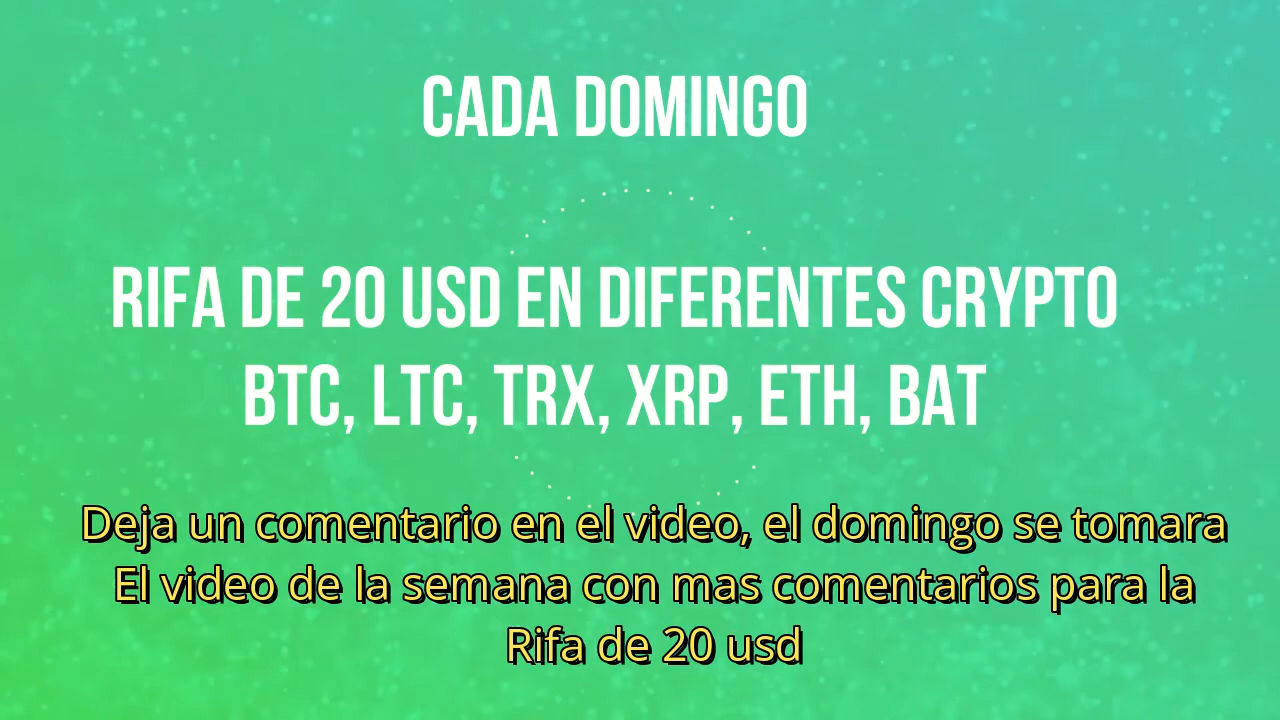 CADA DOMINGO
RIFA DE 20 USD EN DIFERENTES CRYPTO
BTC, LTC, TRX, XRP, ETH, BAT
Deja un comentario en el video, el domingo se tomara
El video de la semana con mas comentarios para la
Rifa de 20 usd